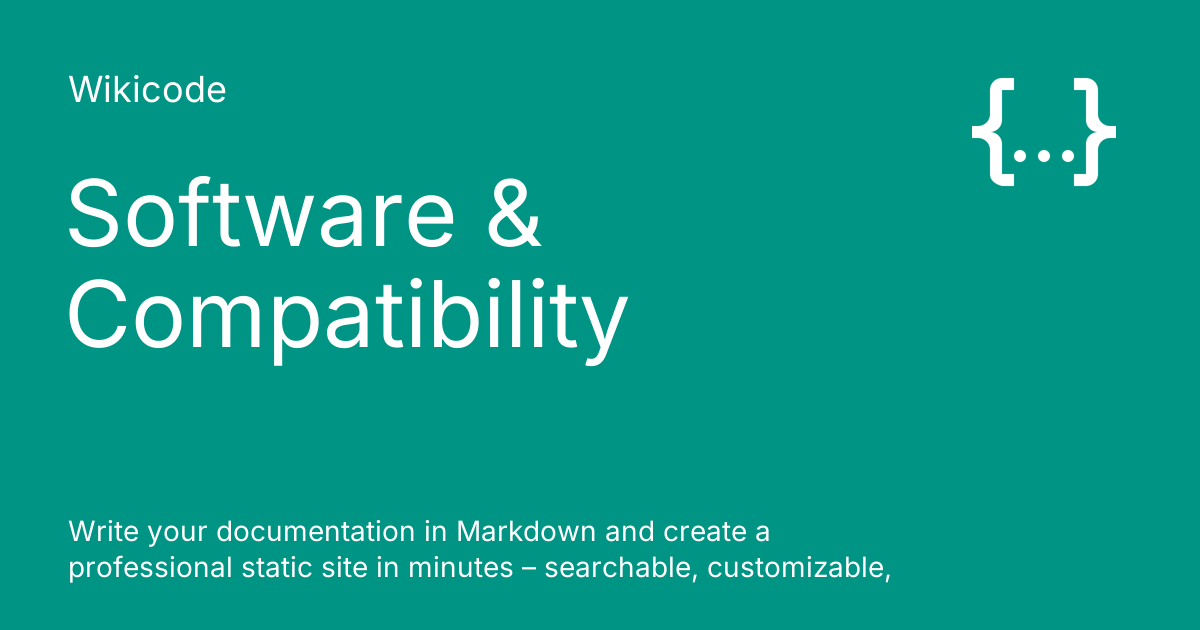 Wikicode
{...}
Software &
Compatibility
Write your documentation in Markdown and create a
professional static site in minutes – searchable, customizable,